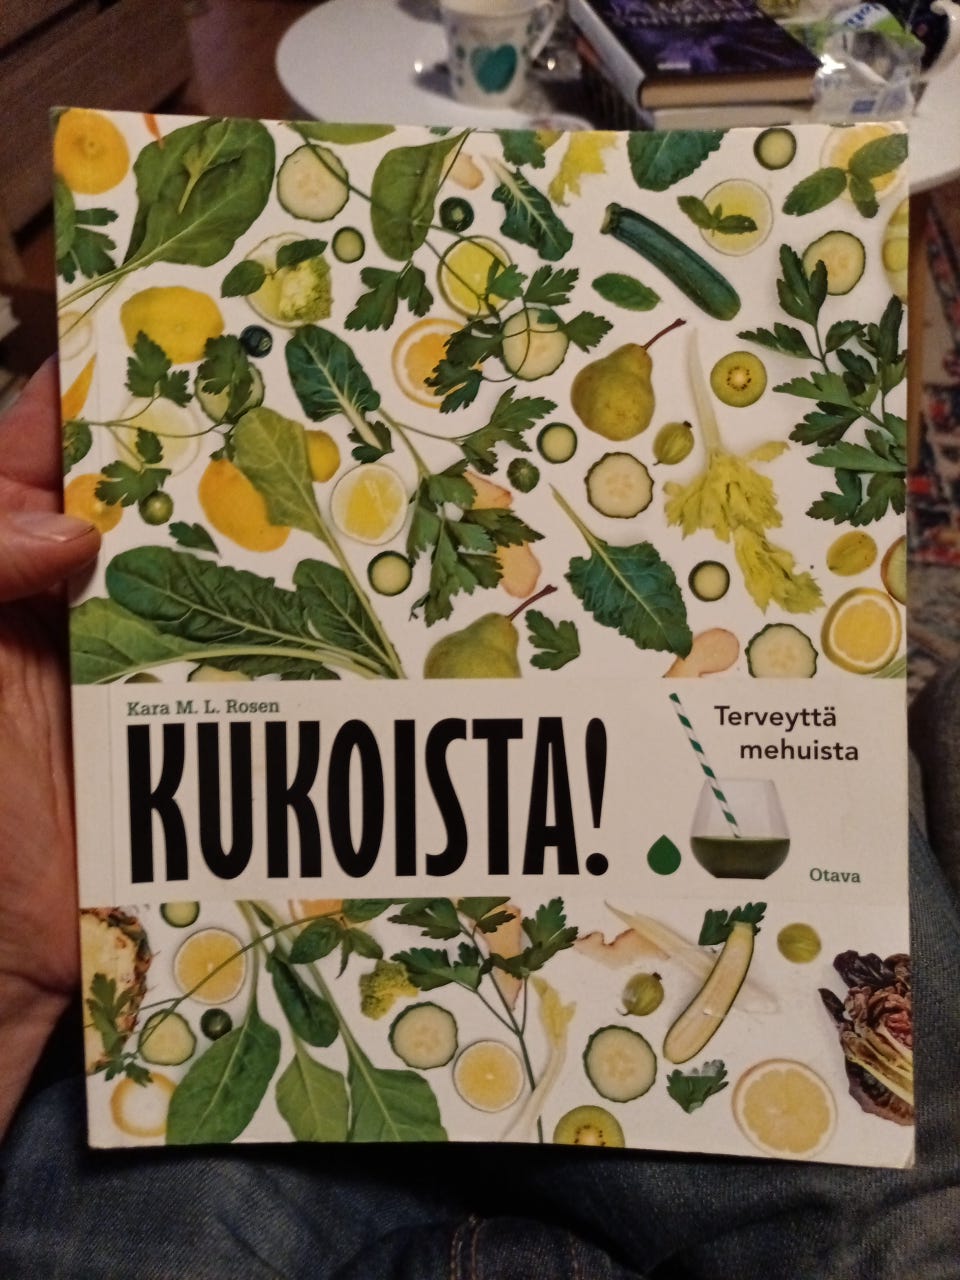 Kara M. L. Rosen
KUKOISTA!
Terveyttä
mehuista
Otava